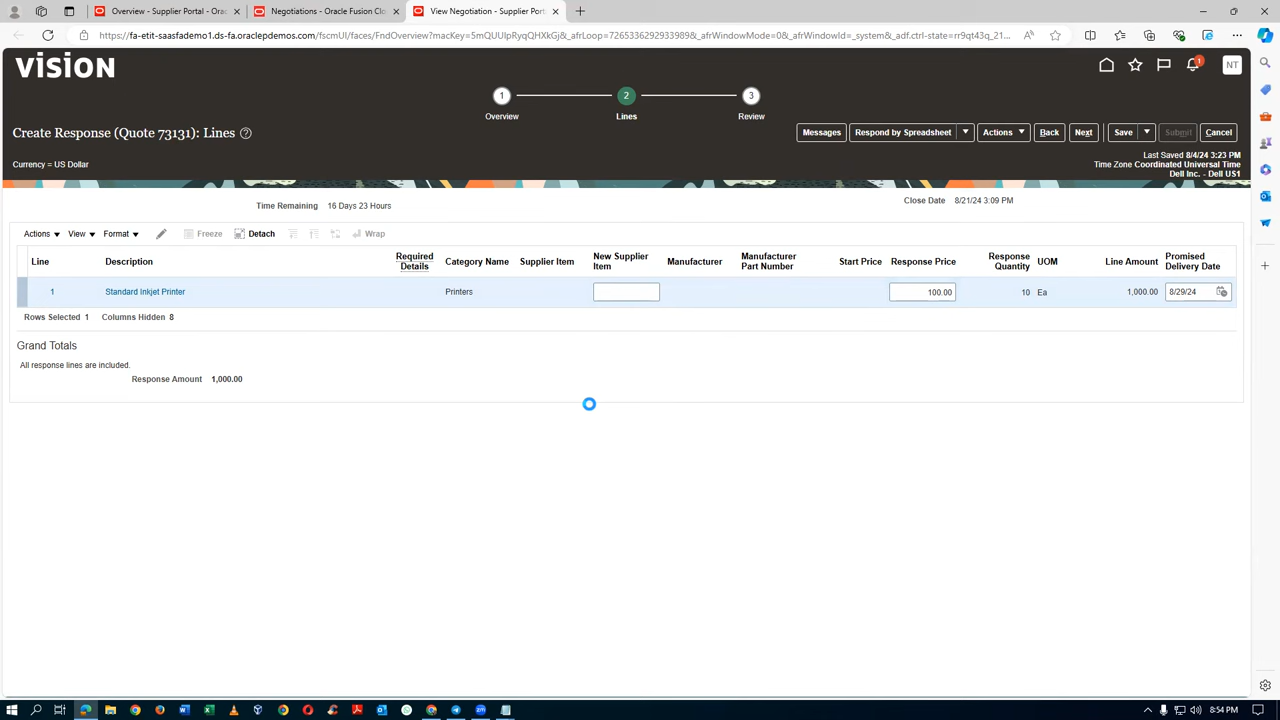 Overview - Supplier Portal - Orac
Negotiations - Oracle Fusion Clo
View Negotiation - Supplier Port
https://fa-etit-saasfademo1.ds-fa.oraclepdemos.com/fscmUI/faces/FndOverview?macKey=5mQUUlpRyqQHXkGj&_afrLoop=72653362929339989&_afrWindowMode=0&_afrWindowId=_system&_adf.ctrl-state=rr9qt43q_21...
VISION
1
NT
1
2
3
Overview
Lines
Review
Create Response (Quote 73131): Lines
Messages
Respond by Spreadsheet
Actions
Back
Next
Save
Submit
Cancel
Currency = US Dollar
Last Saved 8/4/24 3:23 PM
Time Zone Coordinated Universal Time
Dell Inc. - Dell US1
Time Remaining 16 Days 23 Hours
Close Date 8/21/24 3:09 PM
Actions
View
Format
Freeze
Detach
Wrap
Line
Description
Required Details
Category Name
Supplier Item
New Supplier Item
Manufacturer
Manufacturer Part Number
Start Price
Response Price
Response Quantity
UOM
Line Amount
Promised Delivery Date
1
Standard Inkjet Printer
Printers
100.00
10
Ea
1,000.00
8/29/24
Rows Selected 1
Columns Hidden 8
Grand Totals
All response lines are included.
Response Amount 1,000.00
8:54 PM